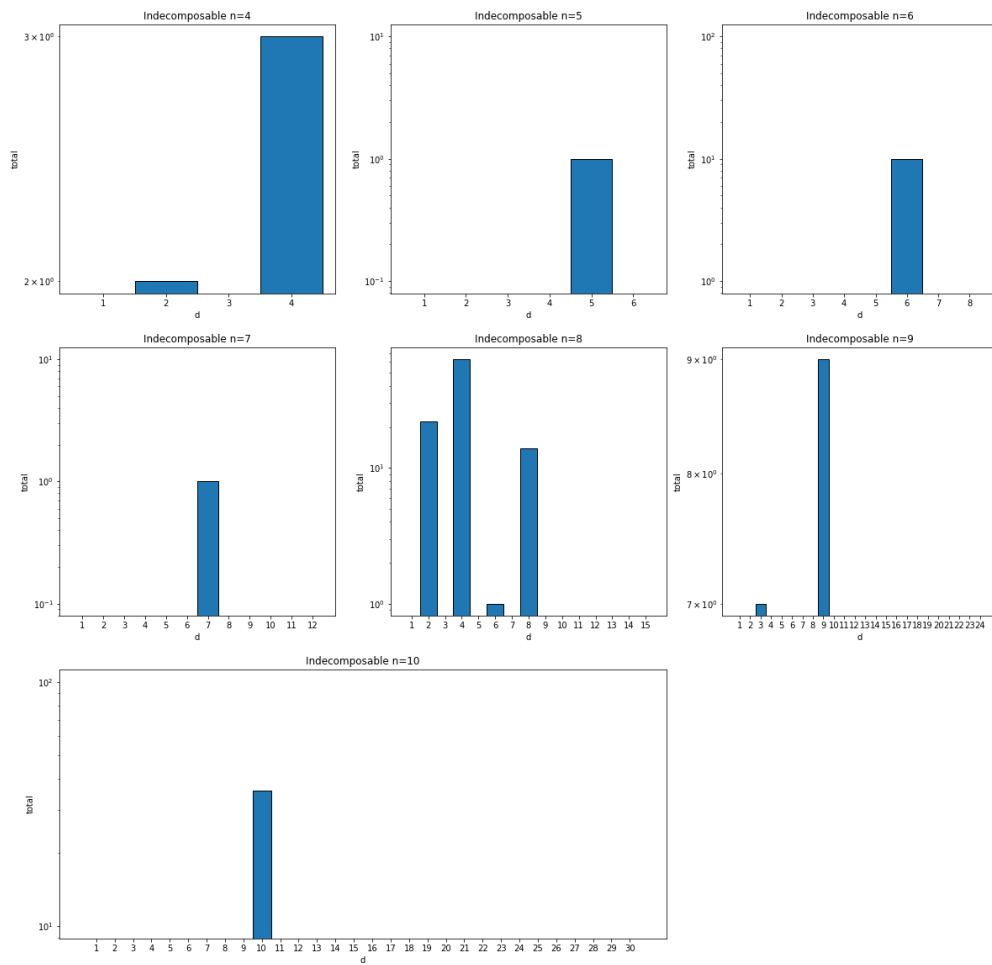 Indecomposable n=4
3 × 10⁰
2 × 10⁰
total
1 2 3 4
d
Indecomposable n=5
10¹
10⁰
10⁻¹
total
1 2 3 4 5 6
d
Indecomposable n=6
10²
10¹
10⁰
total
1 2 3 4 5 6 7 8
d
Indecomposable n=7
10¹
10⁰
10⁻¹
total
1 2 3 4 5 6 7 8 9 10 11 12
d
Indecomposable n=8
10¹
10⁰
total
1 2 3 4 5 6 7 8 9 10 11 12 13 14 15
d
Indecomposable n=9
9 × 10⁰
8 × 10⁰
7 × 10⁰
total
1 2 3 4 5 6 7 8 9 10 11 12 13 14 15 16 17 18 19 20 21 22 23 24
d
Indecomposable n=10
10²
10¹
total
1 2 3 4 5 6 7 8 9 10 11 12 13 14 15 16 17 18 19 20 21 22 23 24 25 26 27 28 29 30
d